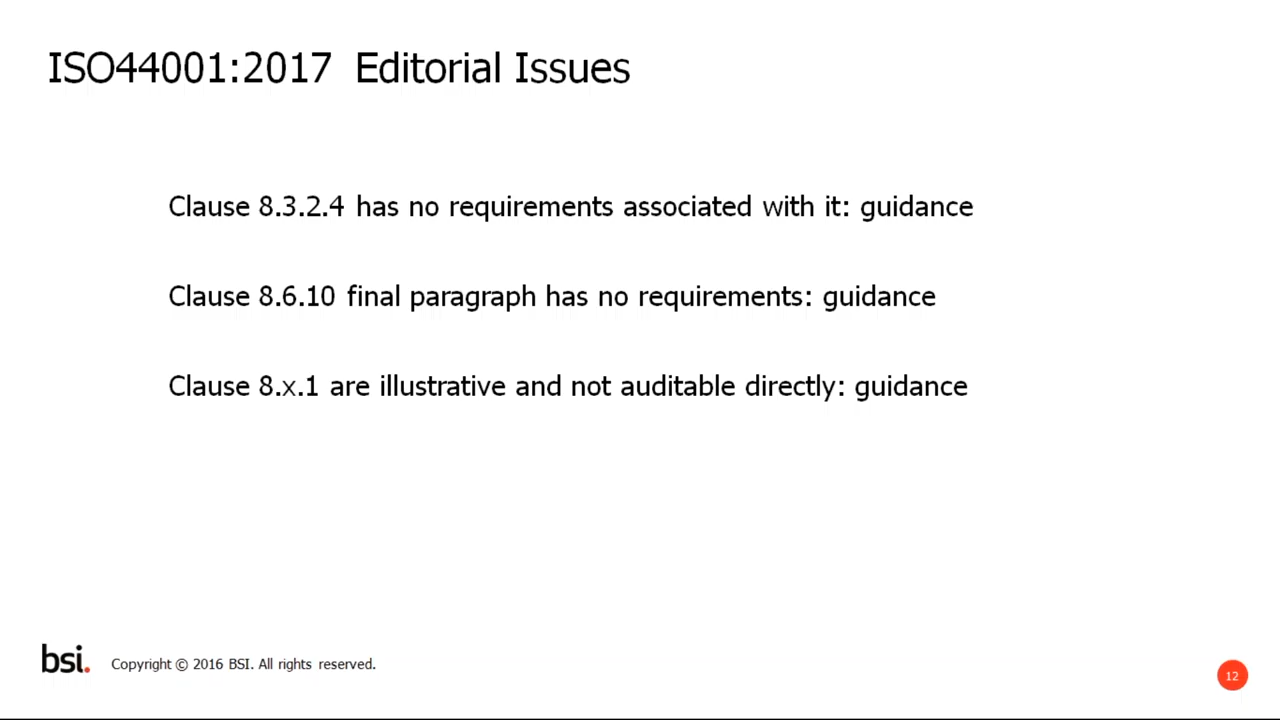 ISO44001:2017 Editorial Issues
Clause 8.3.2.4 has no requirements associated with it: guidance
Clause 8.6.10 final paragraph has no requirements: guidance
Clause 8.x.1 are illustrative and not auditable directly: guidance
bsi. Copyright © 2016 BSI. All rights reserved.
12